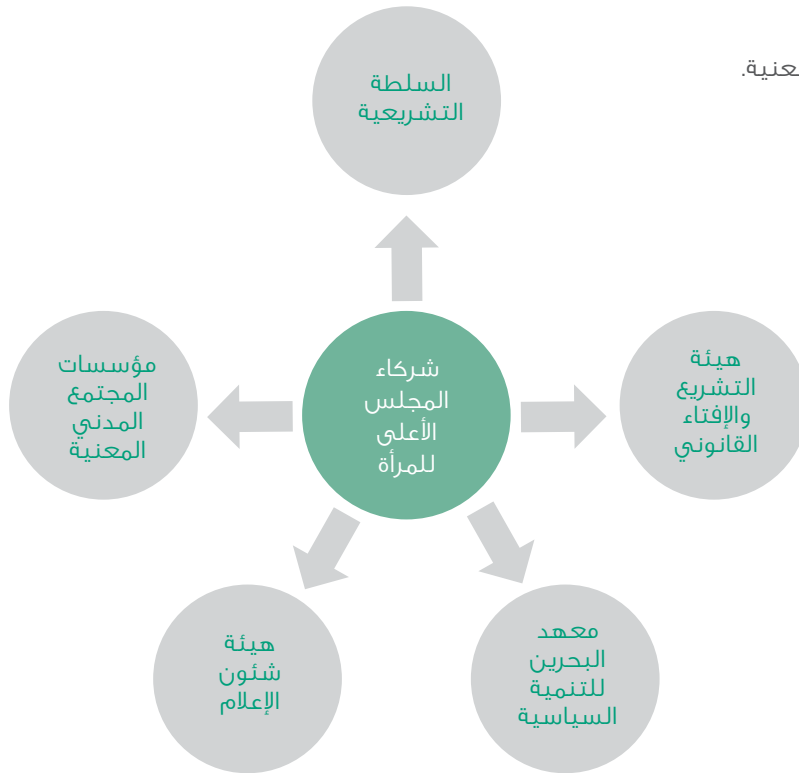 السلطة
التشريعية
شركاء
المجلس
الأعلى
للمرأة
هيئة
التشريع
والإفتاء
القانوني
مؤسسات
المجتمع
المدني
المعنية
معهد
البحرين
للتنمية
السياسية
هيئة
شئون
الإعلام